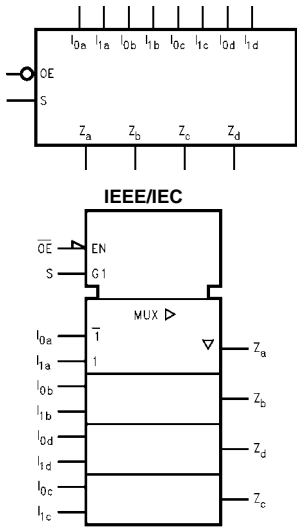 I0a I1a I0b I1b I0c I1c I0d I1d
OE
S
Za Zb Zc Zd
IEEE/IEC
O̅E̅ EN
S G1
MUX
I0a 1̅
I1a 1 Za
I0b
I1b Zb
I0d
I1d Zd
I0c
I1c Zc